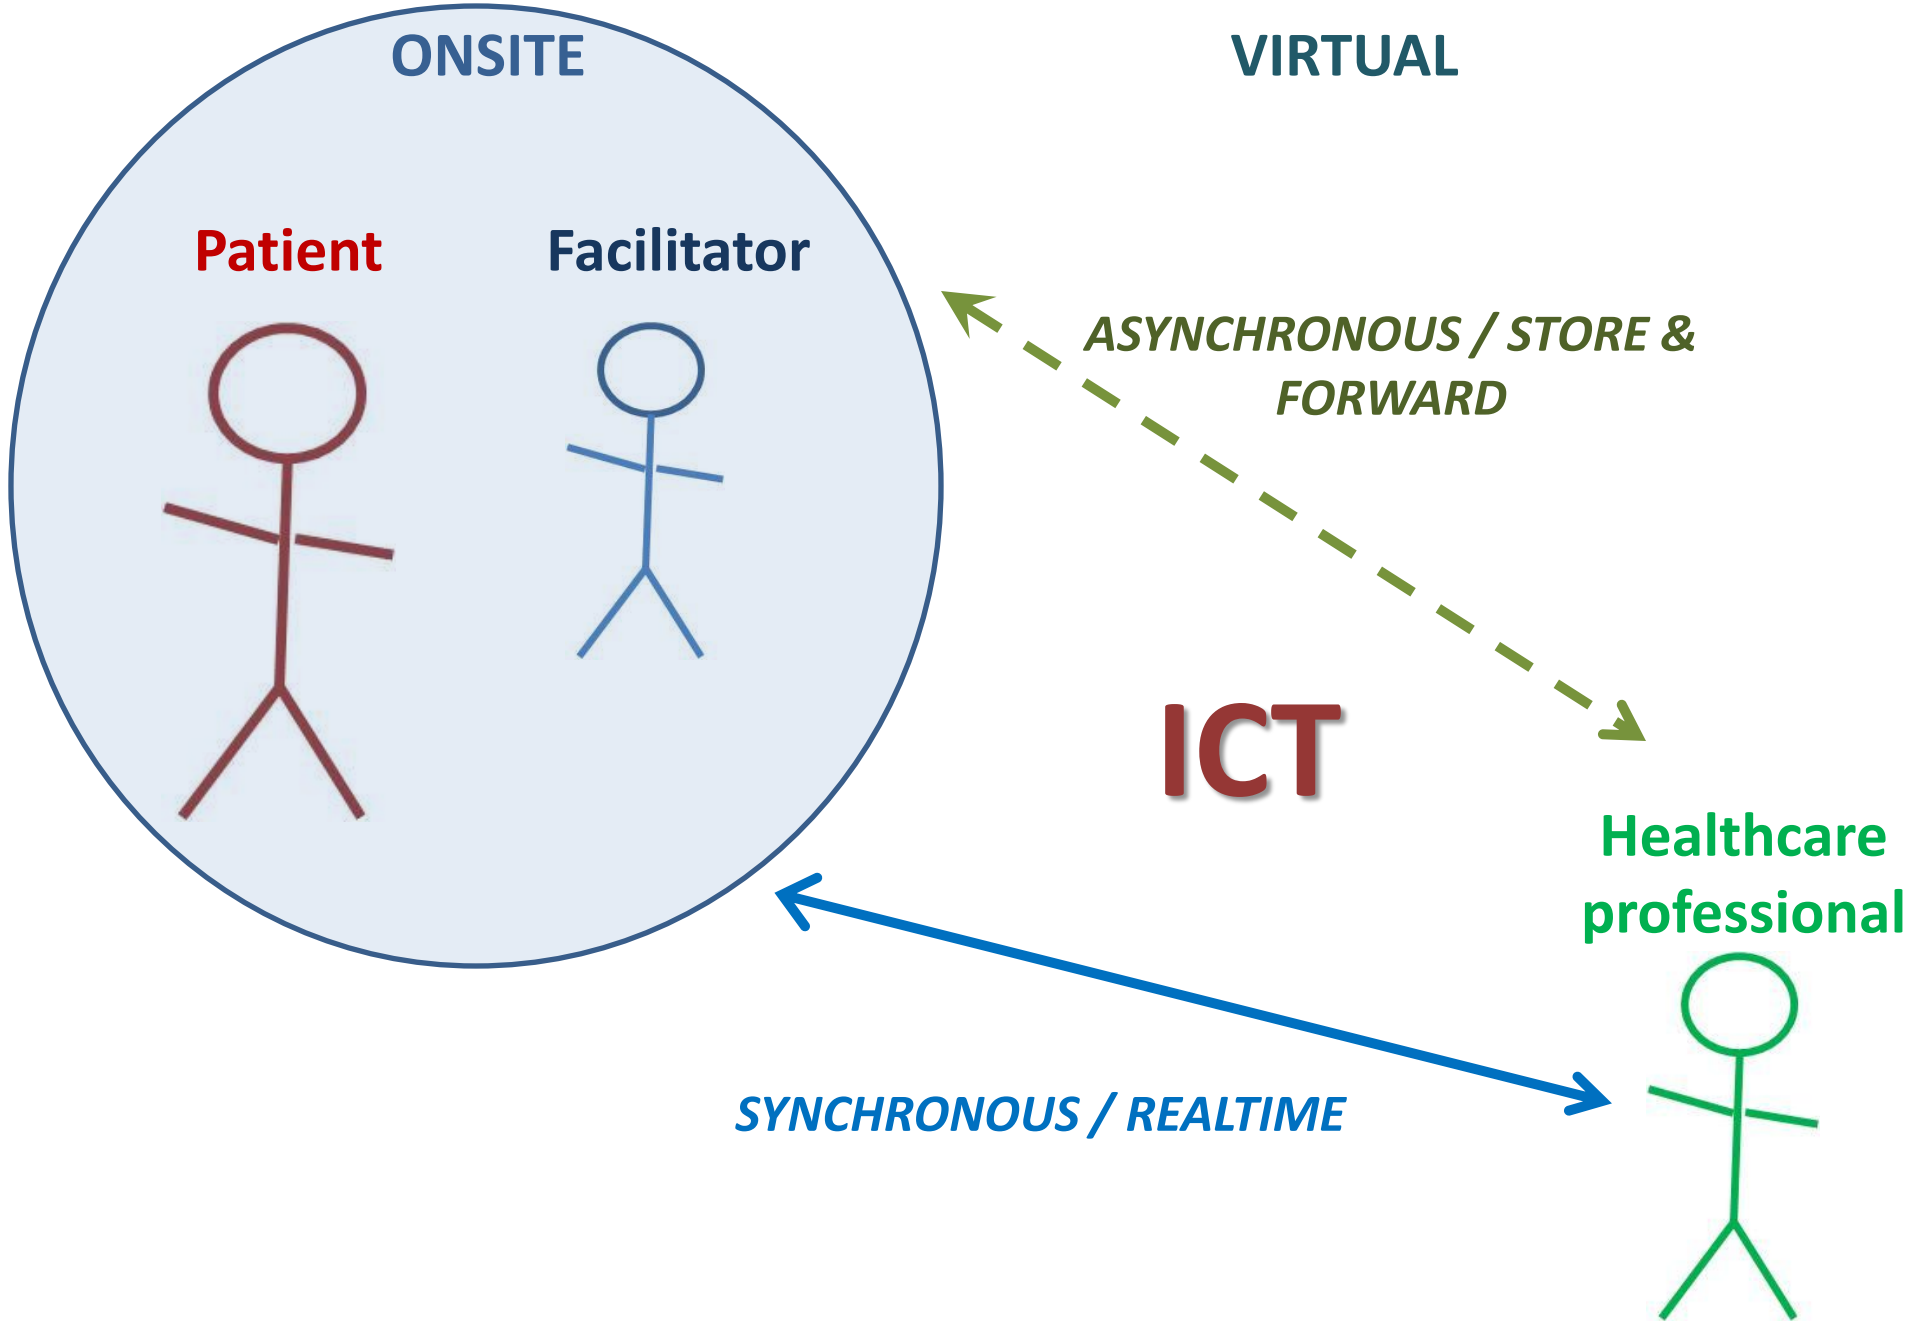 ONSITE
VIRTUAL
Patient
Facilitator
ASYNCHRONOUS / STORE &
FORWARD
ICT
Healthcare
professional
SYNCHRONOUS / REALTIME